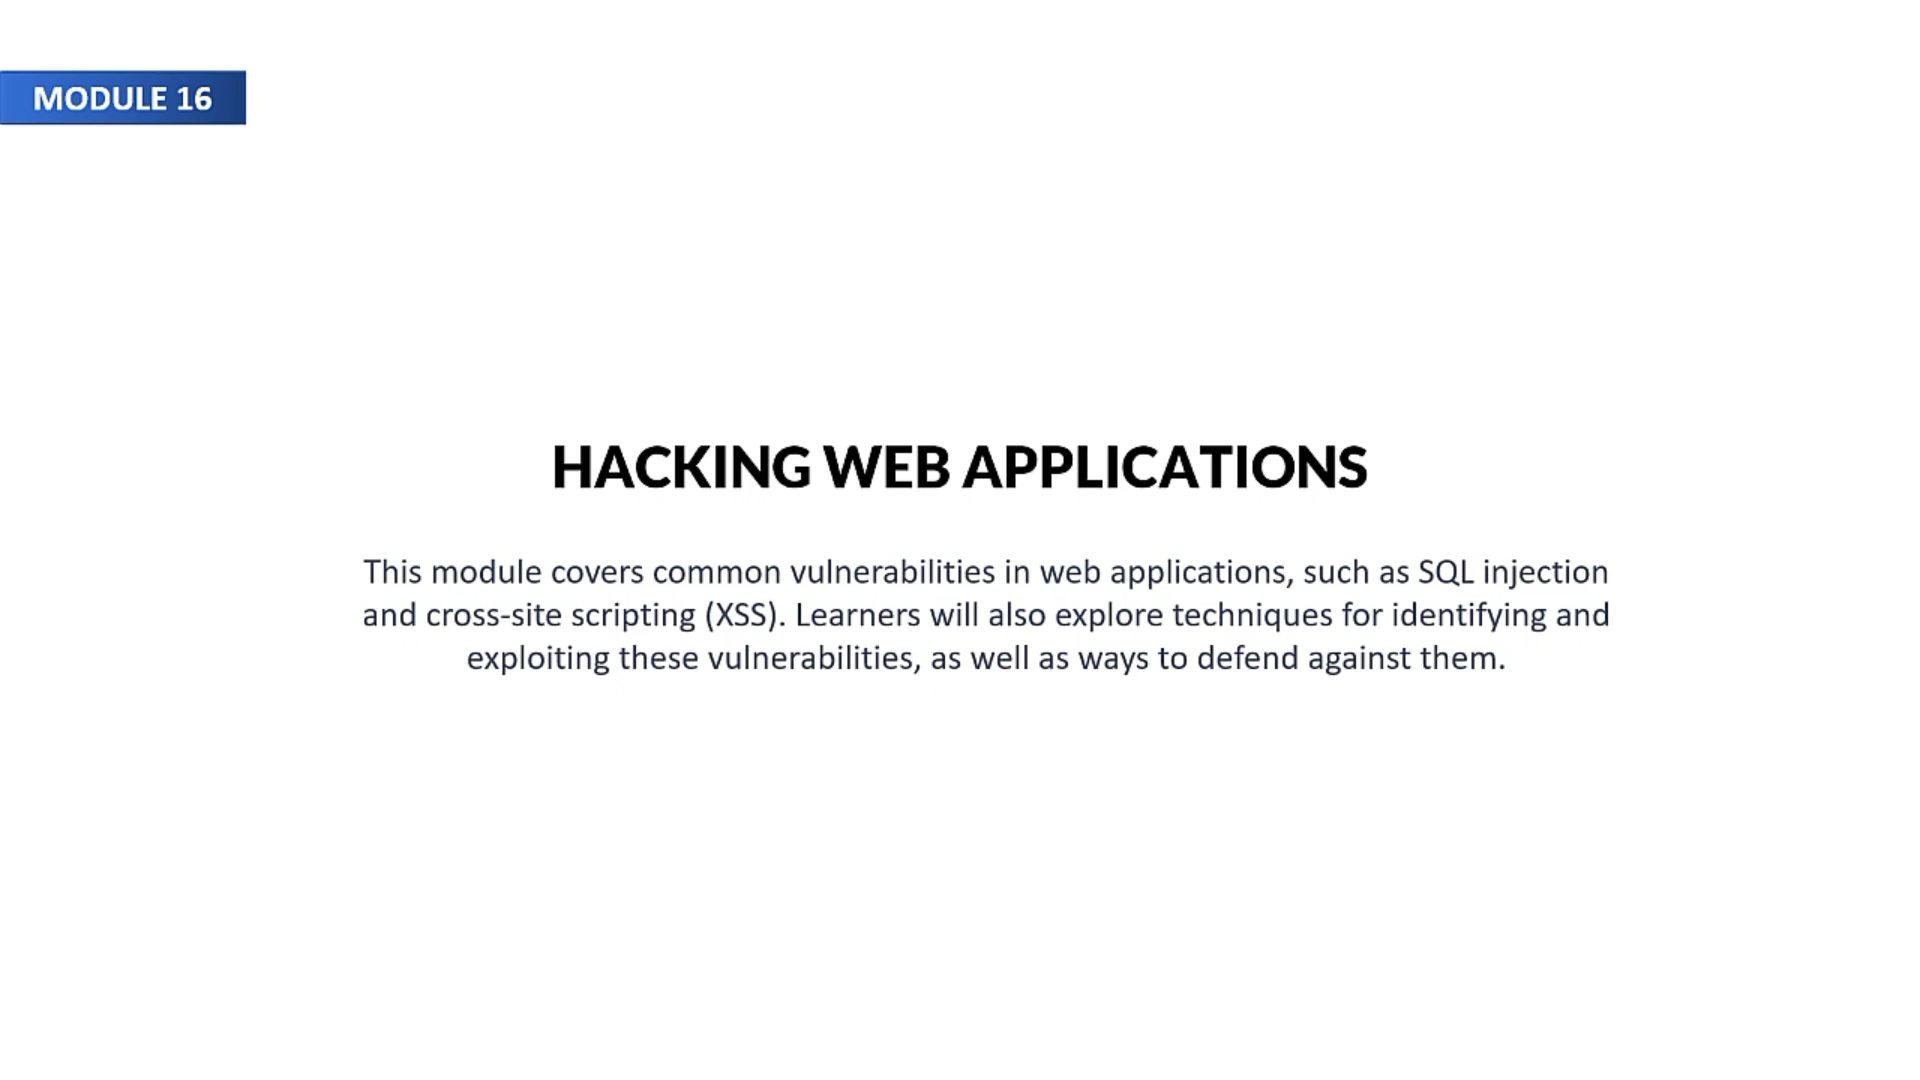 MODULE 16
HACKING WEB APPLICATIONS
This module covers common vulnerabilities in web applications, such as SQL injection
and cross-site scripting (XSS). Learners will also explore techniques for identifying and
exploiting these vulnerabilities, as well as ways to defend against them.